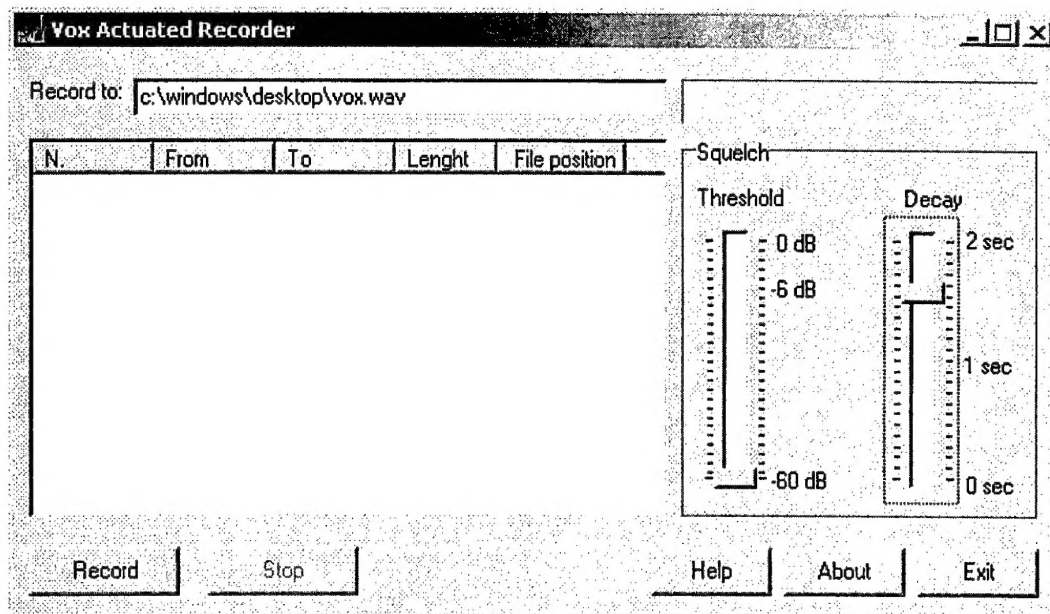 Vox Actuated Recorder
Record to: c:\windows\desktop\vox.wav
N. From To Lenght File position
Squelch
Threshold Decay
0 dB 2 sec
-6 dB
1 sec
-60 dB 0 sec
Record Stop Help About Exit